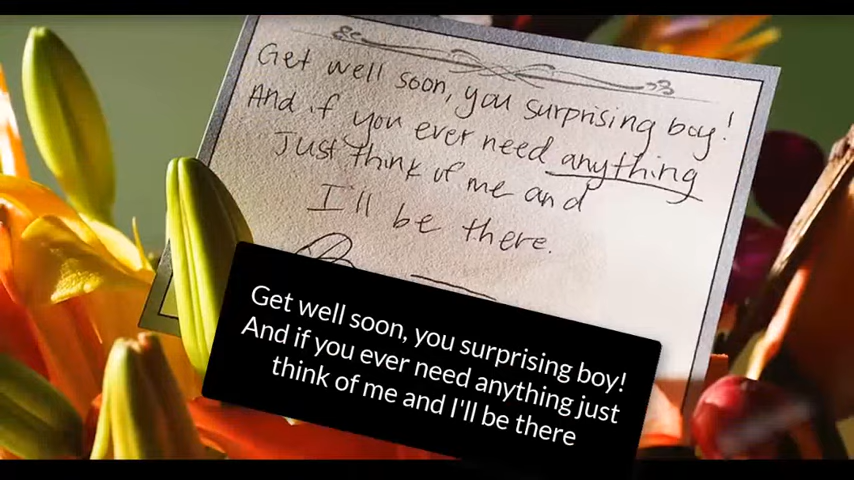 Get well soon, you surprising boy!
And if you ever need anything
Just think of me and
I'll be there.
Get well soon, you surprising boy!
And if you ever need anything just
think of me and I'll be there